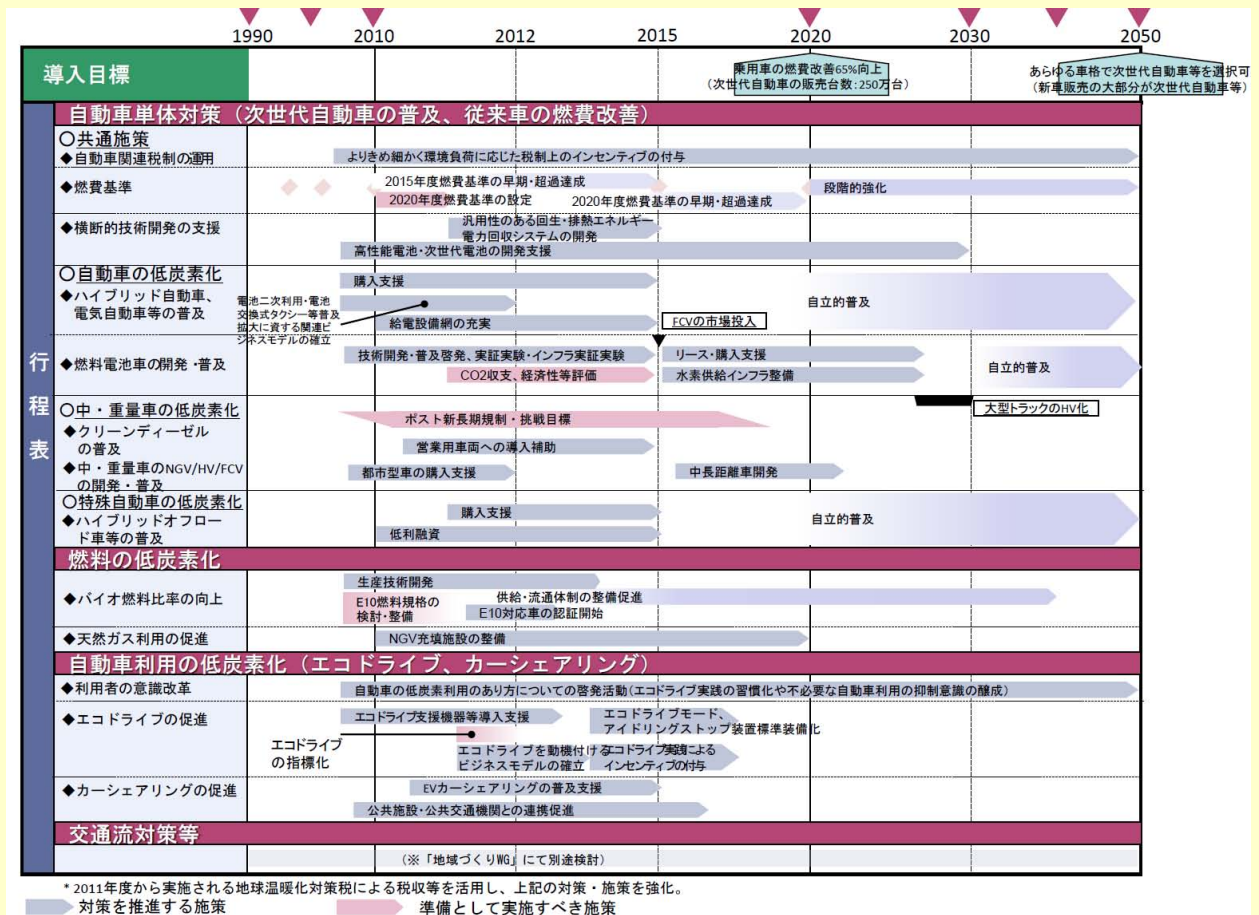 1990 2010 2012 2015 2020 2030 2050
導入目標
乗用車の燃費改善65%向上
(次世代自動車の販売台数:250万台)
あらゆる車格で次世代自動車等を選択可
(新車販売の大部分が次世代自動車等)
行程表
自動車単体対策(次世代自動車の普及、従来車の燃費改善)
○共通施策
◆自動車関連税制の運用
よりきめ細かく環境負荷に応じた税制上のインセンティブの付与
◆燃費基準
2015年度燃費基準の早期・超過達成
2020年度燃費基準の設定
2020年度燃費基準の早期・超過達成
段階的強化
◆横断的技術開発の支援
汎用性のある回生・排熱エネルギー
電力回収システムの開発
高性能電池・次世代電池の開発支援
○自動車の低炭素化
◆ハイブリッド自動車、
電気自動車等の普及
購入支援
電池二次利用・電池
交換式タクシー等普及
拡大に資する関連ビ
ジネスモデルの確立
給電設備網の充実
自立的普及
FCVの市場投入
◆燃料電池車の開発・普及
技術開発・普及啓発、実証実験・インフラ実証実験
CO2収支、経済性等評価
リース・購入支援
水素供給インフラ整備
自立的普及
○中・重量車の低炭素化
◆クリーンディーゼル
の普及
◆中・重量車のNGV/HV/FCV
の開発・普及
ポスト新長期規制・挑戦目標
大型トラックのHV化
営業用車両への導入補助
都市型車の購入支援
中長距離車開発
○特殊自動車の低炭素化
◆ハイブリッドオフロー
ド車等の普及
購入支援
低利融資
自立的普及
燃料の低炭素化
◆バイオ燃料比率の向上
生産技術開発
E10燃料規格の
検討・整備
供給・流通体制の整備促進
E10対応車の認証開始
◆天然ガス利用の促進
NGV充填施設の整備
自動車利用の低炭素化(エコドライブ、カーシェアリング)
◆利用者の意識改革
自動車の低炭素利用のあり方についての啓発活動(エコドライブ実践の習慣化や不必要な自動車利用の抑制意識の醸成)
◆エコドライブの促進
エコドライブ支援機器等導入支援
エコドライブ
の指標化
エコドライブモード、
アイドリングストップ装置標準装備化
エコドライブを動機付ける
ビジネスモデルの確立
エコドライブ実践による
インセンティブの付与
◆カーシェアリングの促進
EVカーシェアリングの普及支援
公共施設・公共交通機関との連携促進
交通流対策等
(※「地域づくりWG」にて別途検討)
* 2011年度から実施される地球温暖化対策税による税収等を活用し、上記の対策・施策を強化。
対策を推進する施策
準備として実施すべき施策